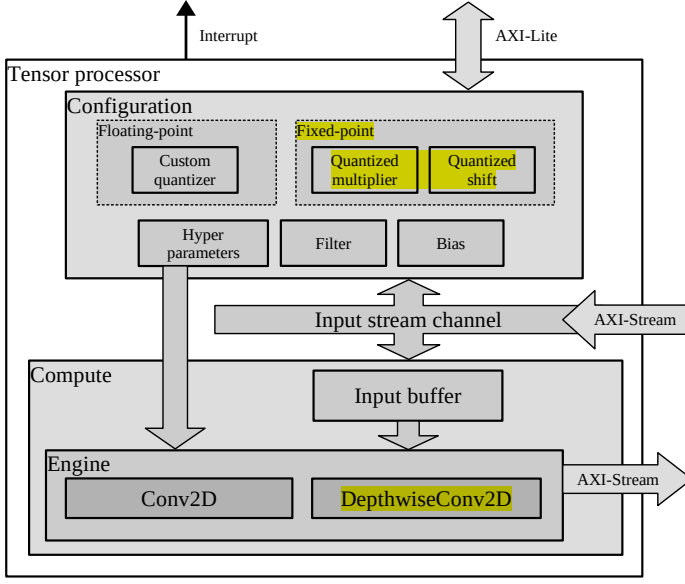 Interrupt
AXI-Lite
Tensor processor
Configuration
Floating-point
Fixed-point
Custom
quantizer
Quantized
multiplier
Quantized
shift
Hyper
parameters
Filter
Bias
Input stream channel
AXI-Stream
Compute
Input buffer
Engine
AXI-Stream
Conv2D
DepthwiseConv2D